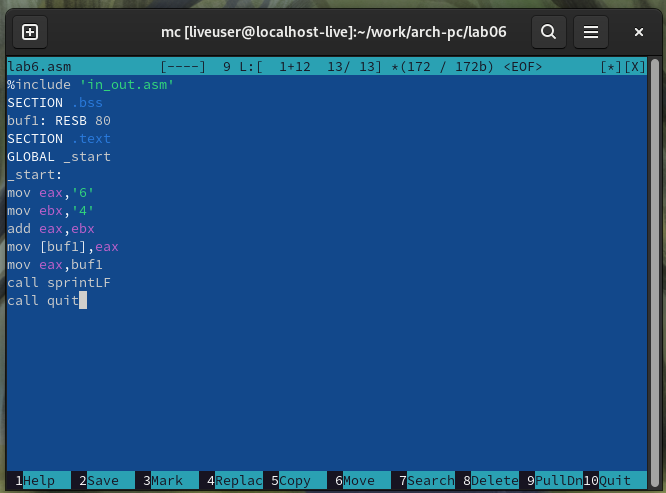 mc [liveuser@localhost-live]:~/work/arch-pc/lab06
lab6.asm [----] 9 L:[ 1+12 13/ 13] *(172 / 172b) <EOF> [*][X]
%include 'in_out.asm'
SECTION .bss
buf1: RESB 80
SECTION .text
GLOBAL _start
_start:
mov eax,'6'
mov ebx,'4'
add eax,ebx
mov [buf1],eax
mov eax,buf1
call sprintLF
call quit
1Help 2Save 3Mark 4Replac 5Copy 6Move 7Search 8Delete 9PullDn 10Quit